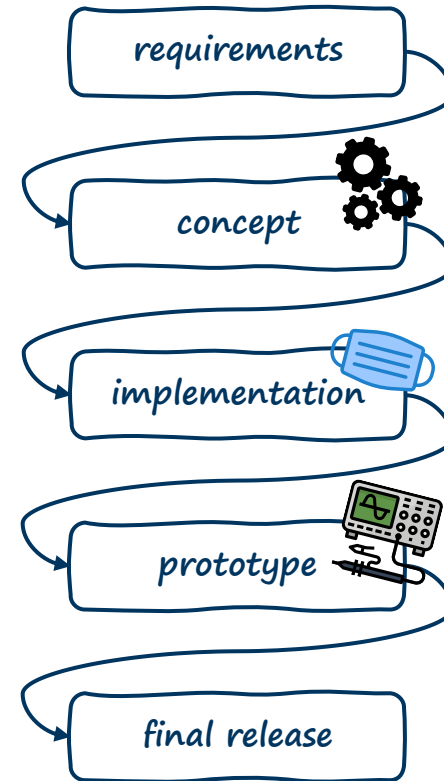 requirements
concept
implementation
prototype
final release